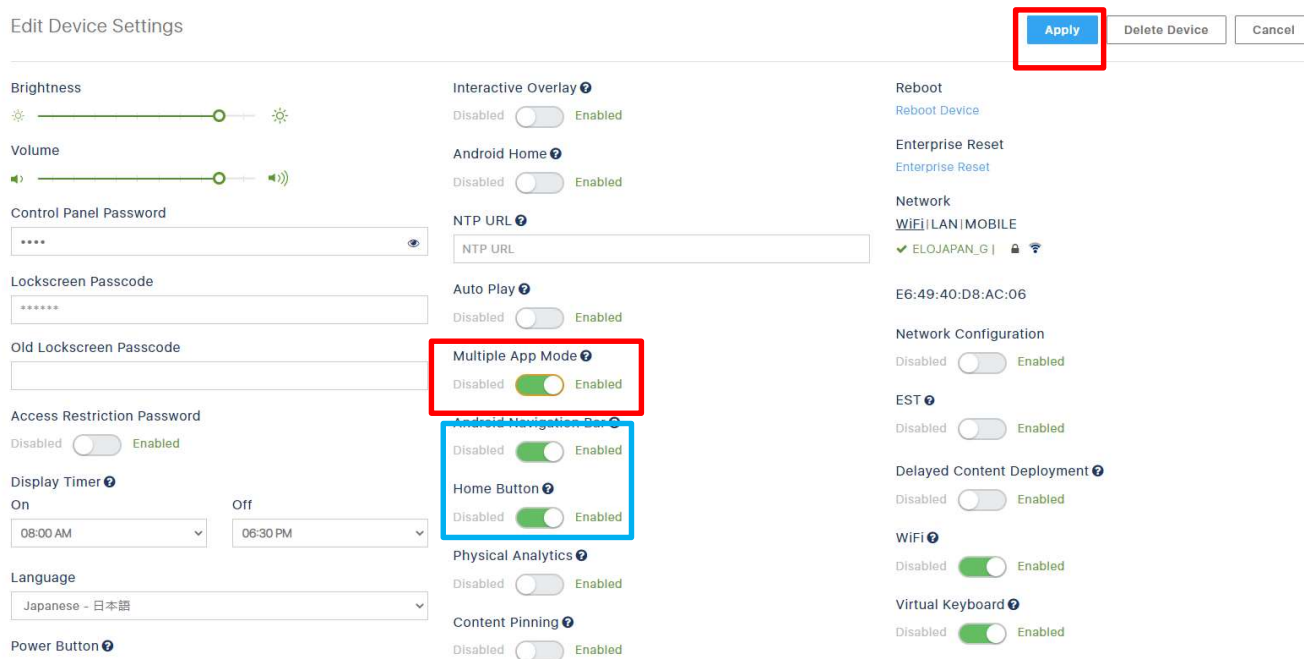 Edit Device Settings
Apply
Delete Device
Cancel
Brightness
Volume
Control Panel Password
••••
Lockscreen Passcode
******
Old Lockscreen Passcode
Access Restriction Password
Disabled Enabled
Display Timer
On Off
08:00 AM 06:30 PM
Language
Japanese - 日本語
Power Button
Interactive Overlay
Disabled Enabled
Android Home
Disabled Enabled
NTP URL
NTP URL
Auto Play
Disabled Enabled
Multiple App Mode
Disabled Enabled
Android Navigation Bar
Disabled Enabled
Home Button
Disabled Enabled
Physical Analytics
Disabled Enabled
Content Pinning
Disabled Enabled
Reboot
Reboot Device
Enterprise Reset
Enterprise Reset
Network
WiFi|LAN|MOBILE
ELOJAPAN_G |
E6:49:40:D8:AC:06
Network Configuration
Disabled Enabled
EST
Disabled Enabled
Delayed Content Deployment
Disabled Enabled
WiFi
Disabled Enabled
Virtual Keyboard
Disabled Enabled